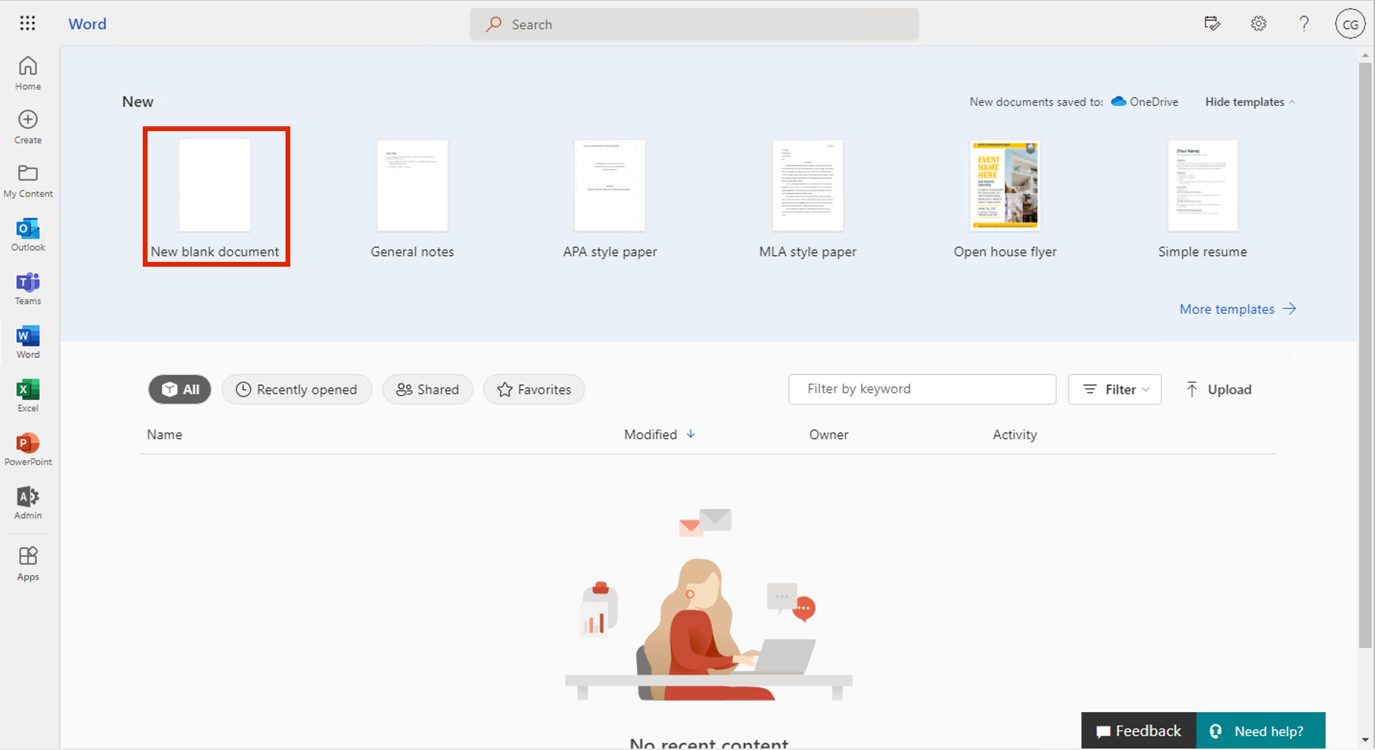 Word
Search
CG
Home
Create
My Content
Outlook
Teams
Word
Excel
PowerPoint
Admin
Apps
New
New documents saved to: OneDrive Hide templates
New blank document
General notes
APA style paper
MLA style paper
EVENT
NAME
HERE
Open house flyer
[Your Name]
Simple resume
More templates
All Recently opened Shared Favorites
Filter by keyword Filter Upload
Name Modified Owner Activity
No recent content
Feedback Need help?